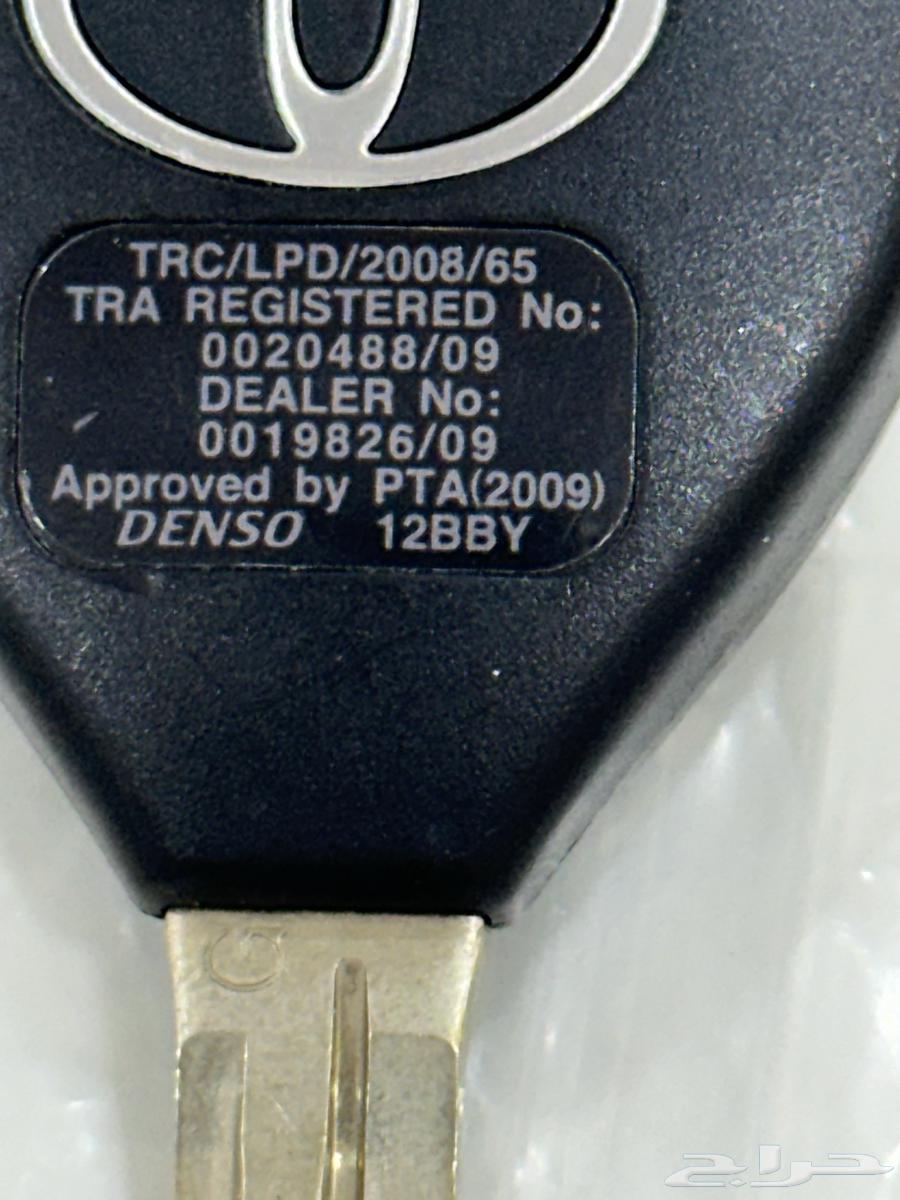 TRC/LPD/2008/65
TRA REGISTERED No:
0020488/09
DEALER No:
0019826/09
Approved by PTA(2009)
DENSO 12BBY
G
حراج